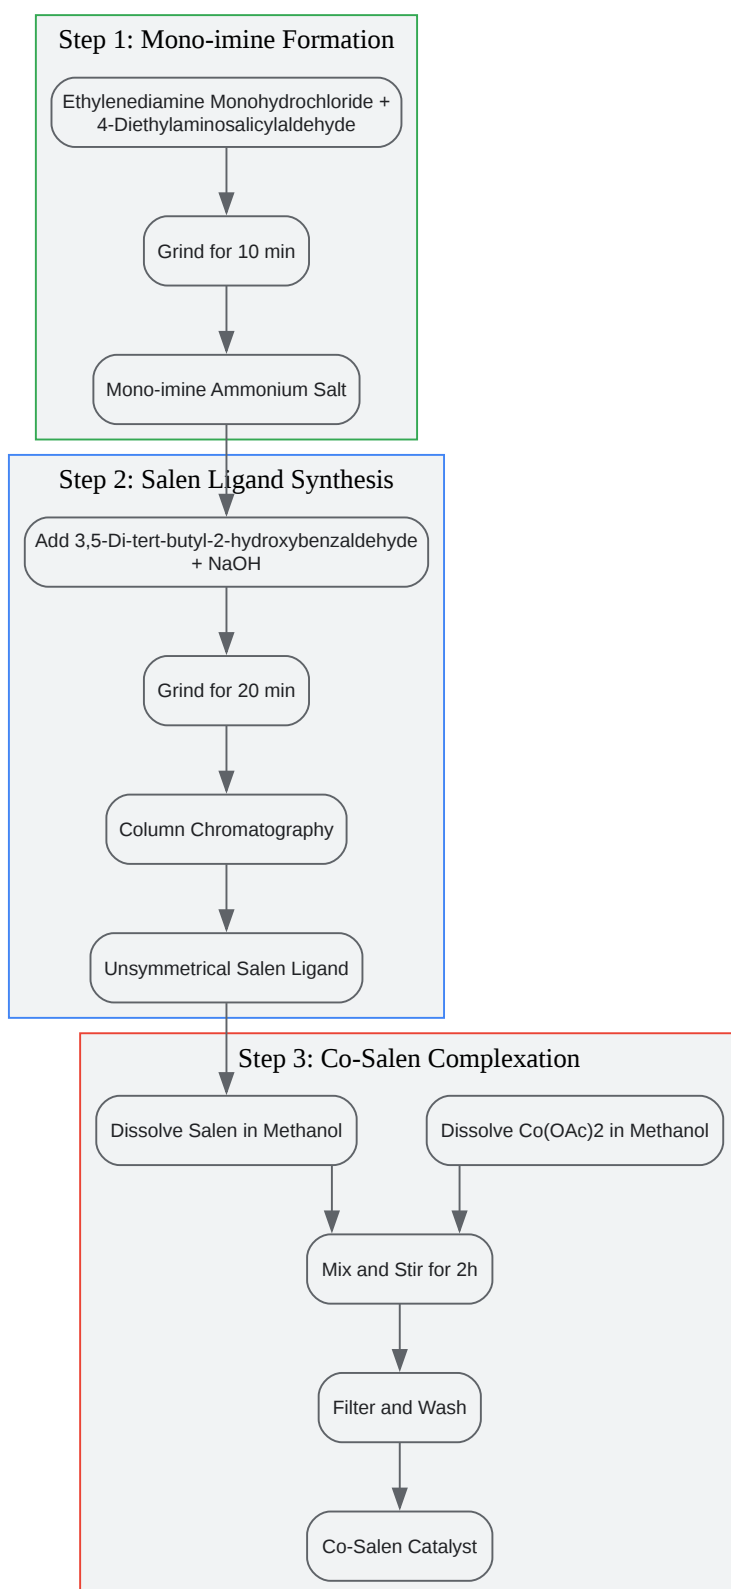 Step 1: Mono-imine Formation
Ethylenediamine Monohydrochloride +
4-Diethylaminosalicylaldehyde
Grind for 10 min
Mono-imine Ammonium Salt
Step 2: Salen Ligand Synthesis
Add 3,5-Di-tert-butyl-2-hydroxybenzaldehyde
+ NaOH
Grind for 20 min
Column Chromatography
Unsymmetrical Salen Ligand
Step 3: Co-Salen Complexation
Dissolve Salen in Methanol
Dissolve Co(OAc)2 in Methanol
Mix and Stir for 2h
Filter and Wash
Co-Salen Catalyst